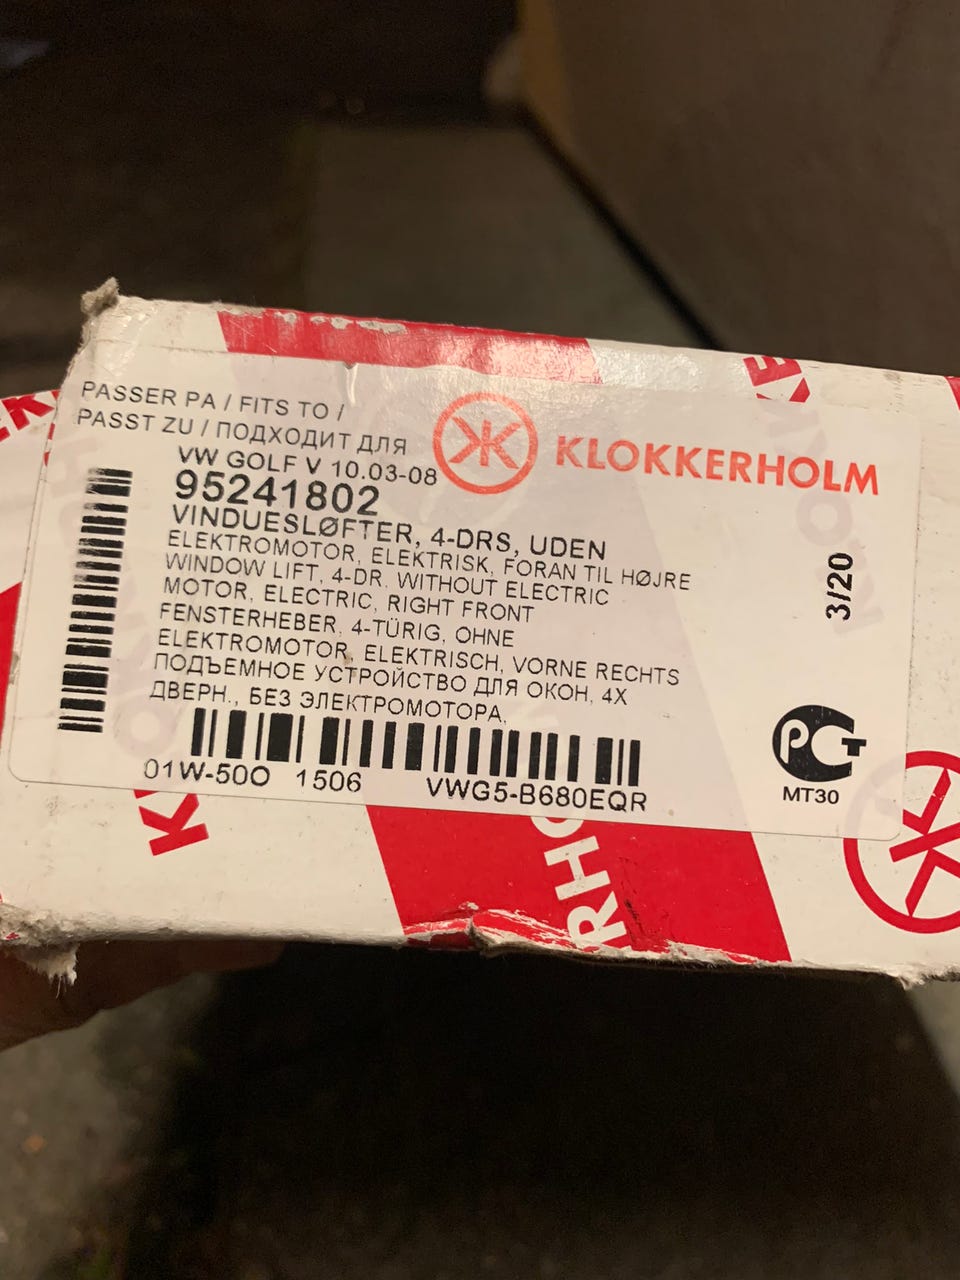 PASSER PA / FITS TO /
PASST ZU / ПОДХОДИТ ДЛЯ
VW GOLF V 10.03-08
95241802
VINDUESLØFTER, 4-DRS, UDEN
ELEKTROMOTOR, ELEKTRISK, FORAN TIL HØJRE
WINDOW LIFT, 4-DR. WITHOUT ELECTRIC
MOTOR, ELECTRIC, RIGHT FRONT
FENSTERHEBER, 4-TÜRIG, OHNE
ELEKTROMOTOR, ELEKTRISCH, VORNE RECHTS
ПОДЪЕМНОЕ УСТРОЙСТВО ДЛЯ ОКОН, 4Х
ДВЕРН., БЕЗ ЭЛЕКТРОМОТОРА,
01W-50O 1506 VWG5-B680EQR
KLOKKERHOLM
3/20
РСТ
MT30
RHO